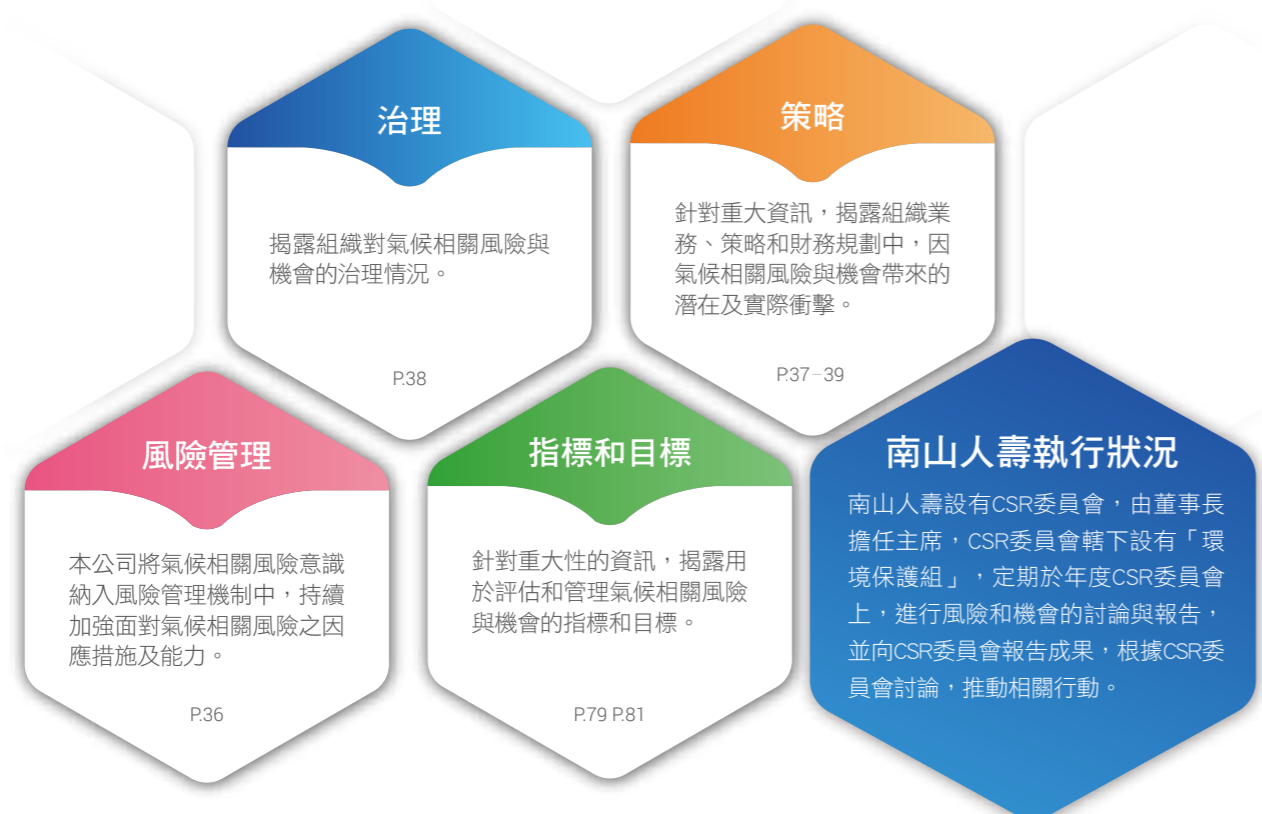 治理
揭露組織對氣候相關風險與
機會的治理情況。
P.38
策略
針對重大資訊，揭露組織業
務、策略和財務規劃中，因
氣候相關風險與機會帶來的
潛在及實際衝擊。
P.37–39
風險管理
本公司將氣候相關風險意識
納入風險管理機制中，持續
加強面對氣候相關風險之因
應措施及能力。
P.36
指標和目標
針對重大性的資訊，揭露用
於評估和管理氣候相關風險
與機會的指標和目標。
P.79 P.81
南山人壽執行狀況
南山人壽設有CSR委員會，由董事長
擔任主席，CSR委員會轄下設有「環
境保護組」，定期於年度CSR委員會
上，進行風險和機會的討論與報告，
並向CSR委員會報告成果，根據CSR委
員會討論，推動相關行動。